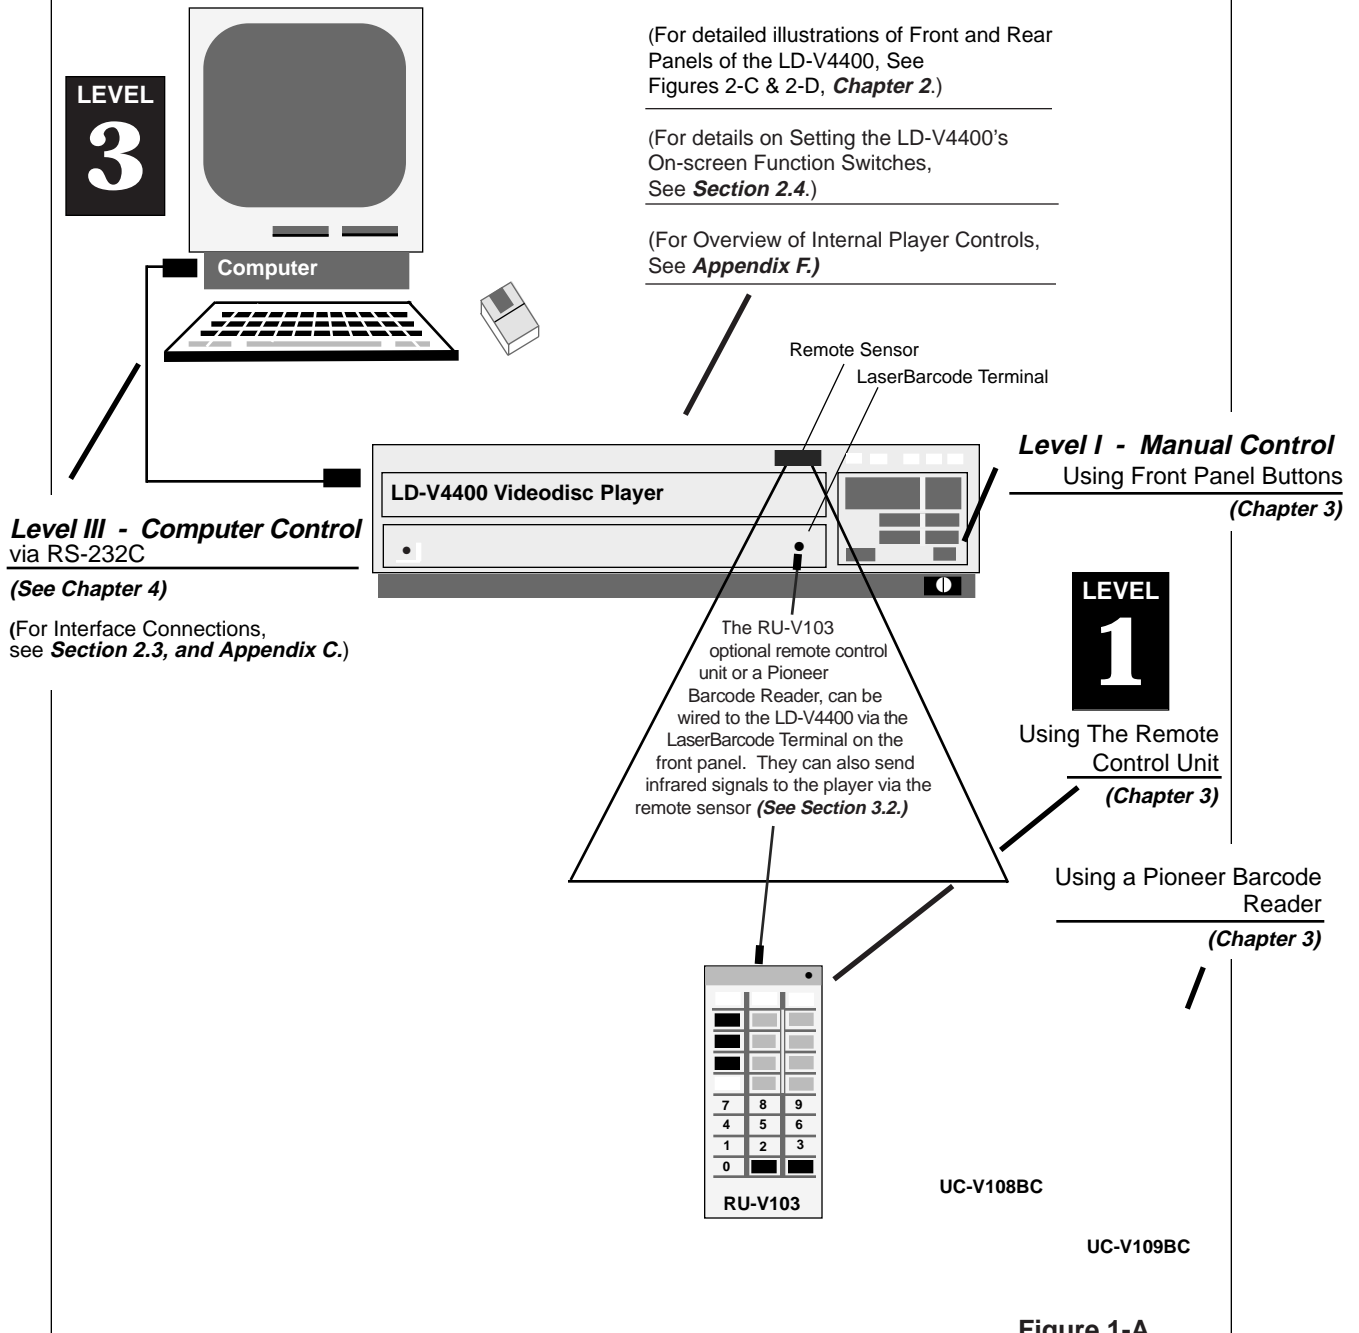 LEVEL
3
Computer
(For detailed illustrations of Front and Rear
Panels of the LD-V4400, See
Figures 2-C & 2-D, Chapter 2.)
(For details on Setting the LD-V4400's
On-screen Function Switches,
See Section 2.4.)
(For Overview of Internal Player Controls,
See Appendix F.)
Remote Sensor
LaserBarcode Terminal
Level I - Manual Control
Using Front Panel Buttons
(Chapter 3)
LD-V4400 Videodisc Player
Level III - Computer Control
via RS-232C
(See Chapter 4)
(For Interface Connections,
see Section 2.3, and Appendix C.)
LEVEL
1
The RU-V103
optional remote control
unit or a Pioneer
Barcode Reader, can be
wired to the LD-V4400 via the
LaserBarcode Terminal on the
front panel. They can also send
infrared signals to the player via the
remote sensor (See Section 3.2.)
Using The Remote
Control Unit
(Chapter 3)
Using a Pioneer Barcode
Reader
(Chapter 3)
7 8 9
4 5 6
1 2 3
0
RU-V103
UC-V108BC
UC-V109BC
Figure 1-A